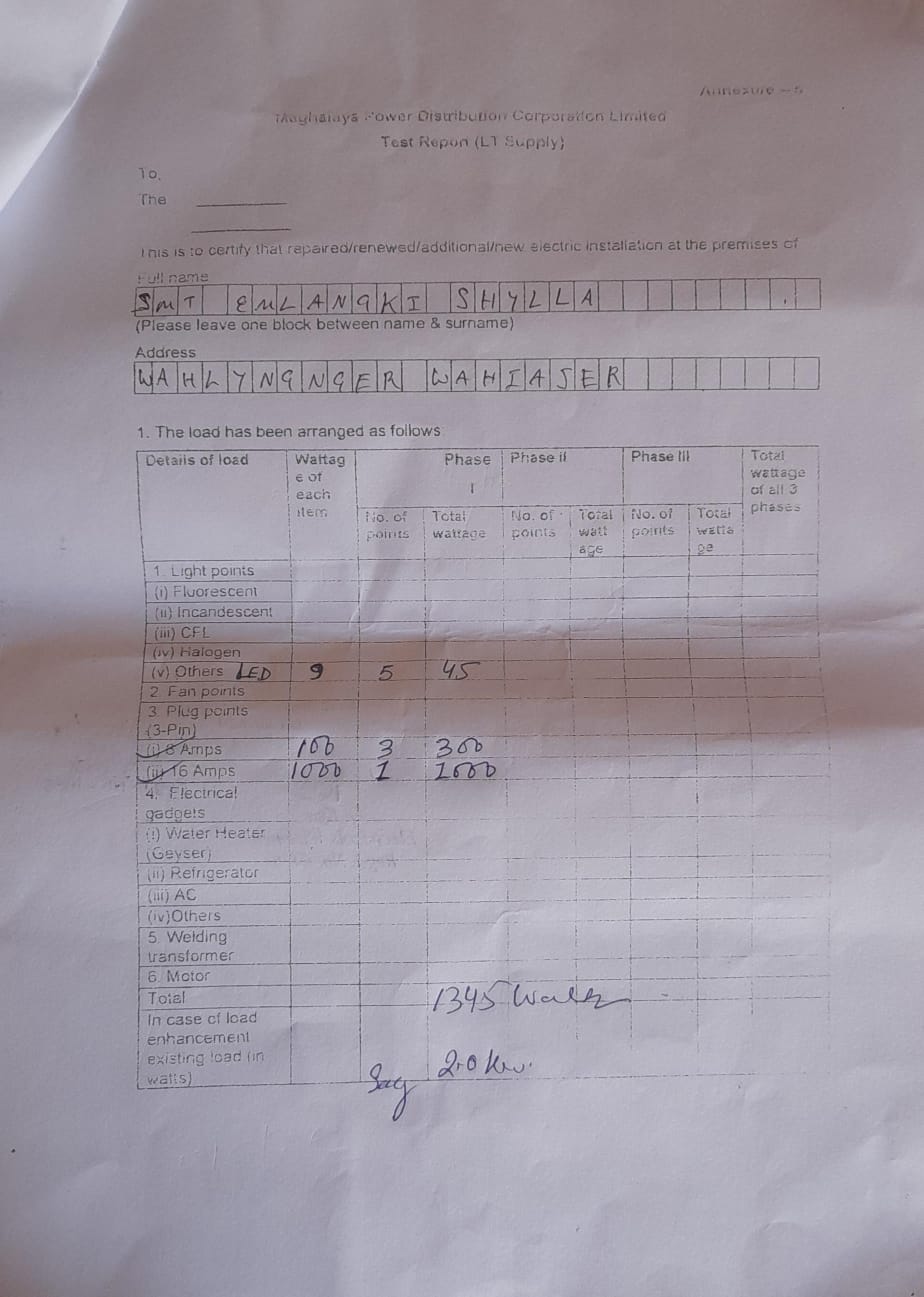 Annexure – 5
Meghalaya Power Distribution Corporation Limited
Test Report (LT Supply)
To,
The
This is to certify that repaired/renewed/additional/new electric installation at the premises of
Full name
SMT EMLANGKI SHYLLA
(Please leave one block between name & surname)
Address
WAHLYNGNGER WAHIAJER
1. The load has been arranged as follows
Details of load Wattage of each item Phase I Phase II Phase III Total wattage of all 3 phases
No. of points Total wattage No. of points Total wattage No. of points Total wattage
1. Light points
(i) Fluorescent
(ii) Incandescent
(iii) CFL
(iv) Halogen
(v) Others LED 9 5 45
2. Fan points
3. Plug points
(3-Pin)
(i) 8 Amps 100 3 300
(ii) 16 Amps 1000 1 1000
4. Electrical
gadgets
(i) Water Heater
(Geyser)
(ii) Refrigerator
(iii) AC
(iv)Others
5. Welding
transformer
6. Motor
Total 1345 Watts
In case of load
enhancement
existing load (in
watts) Say 2.0 kw.